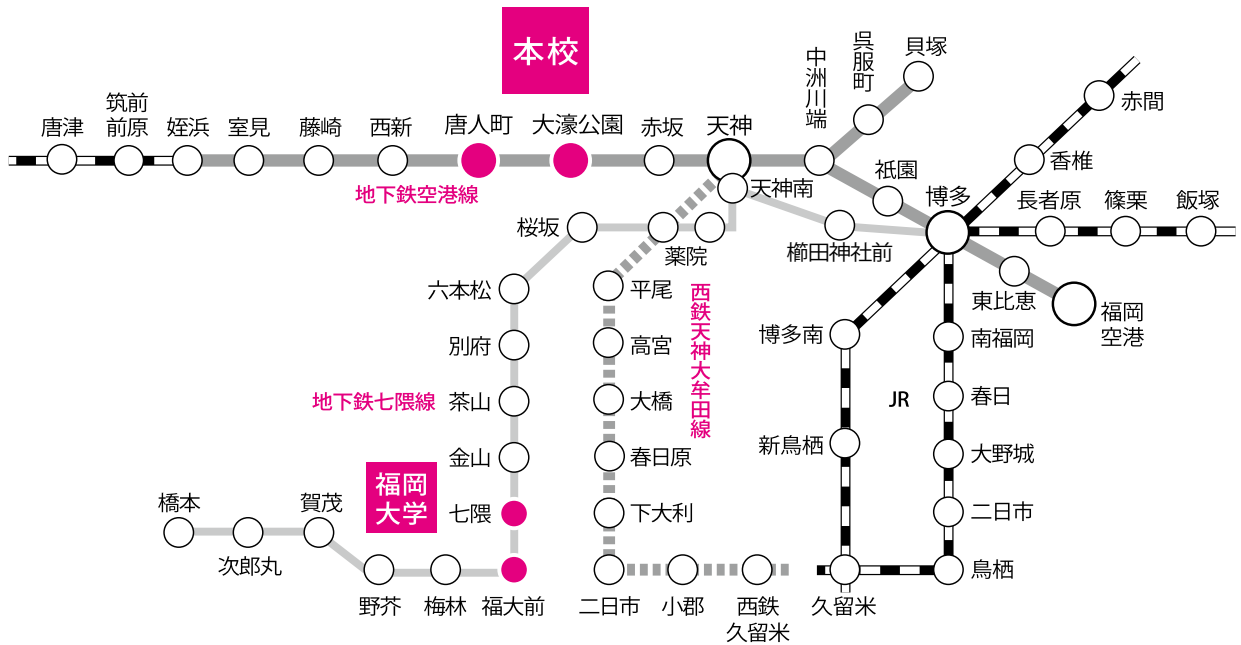 本校
唐津
筑前
前原
姪浜
室見
藤崎
西新
唐人町
大濠公園
赤坂
天神
中洲川端
呉服町
貝塚
赤間
香椎
地下鉄空港線
天神南
祇園
博多
長者原
篠栗
飯塚
桜坂
薬院
櫛田神社前
東比恵
福岡
空港
六本松
平尾
西鉄天神大牟田線
別府
高宮
博多南
南福岡
地下鉄七隈線
茶山
大橋
JR
春日
金山
春日原
新鳥栖
大野城
福岡
大学
七隈
下大利
二日市
橋本
賀茂
次郎丸
野芥
梅林
福大前
二日市
小郡
西鉄
久留米
久留米
鳥栖